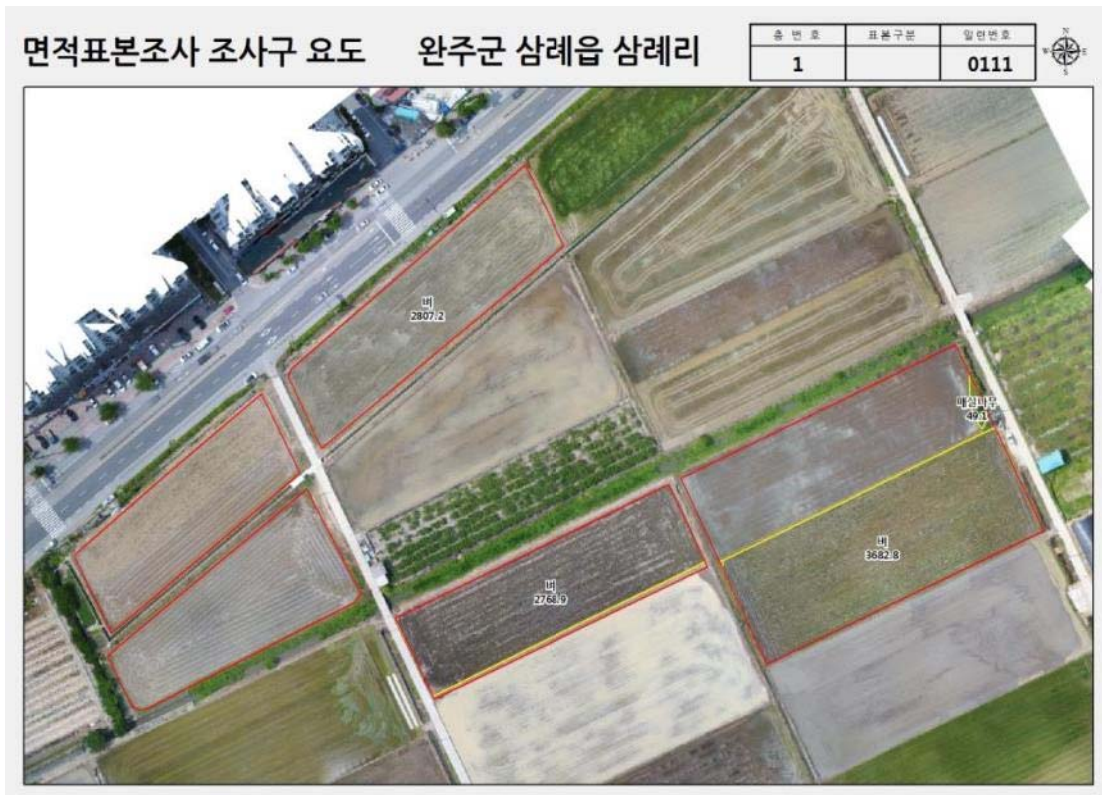 면적표본조사 조사구 요도 완주군 삼례읍 삼례리
층 번 호 표본구분 일련번호
1 0111
N
W E
S
벼
2807.2
매실나무
49.1
벼
3682.8
벼
2768.9